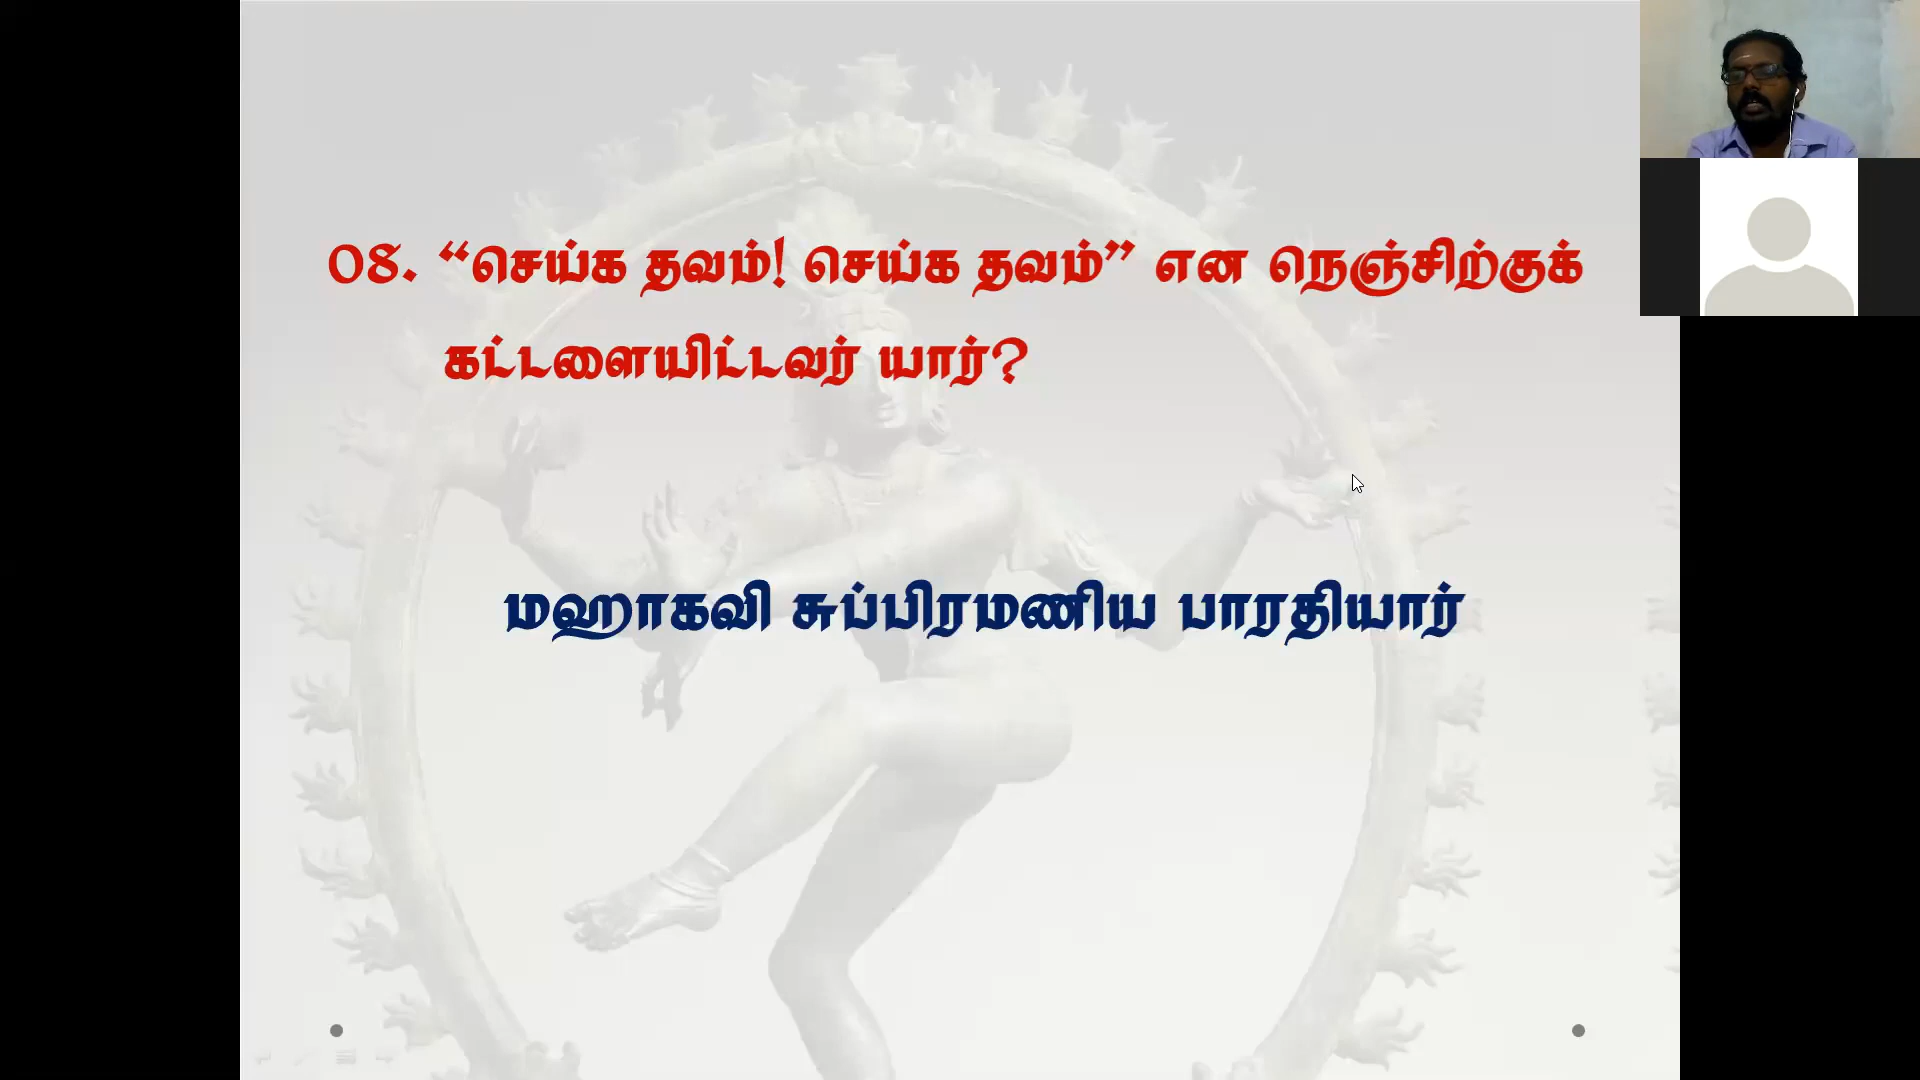 08. “செய்க தவம்! செய்க தவம்” என நெஞ்சிற்குக்
கட்டளையிட்டவர் யார்?
மஹாகவி சுப்பிரமணிய பாரதியார்